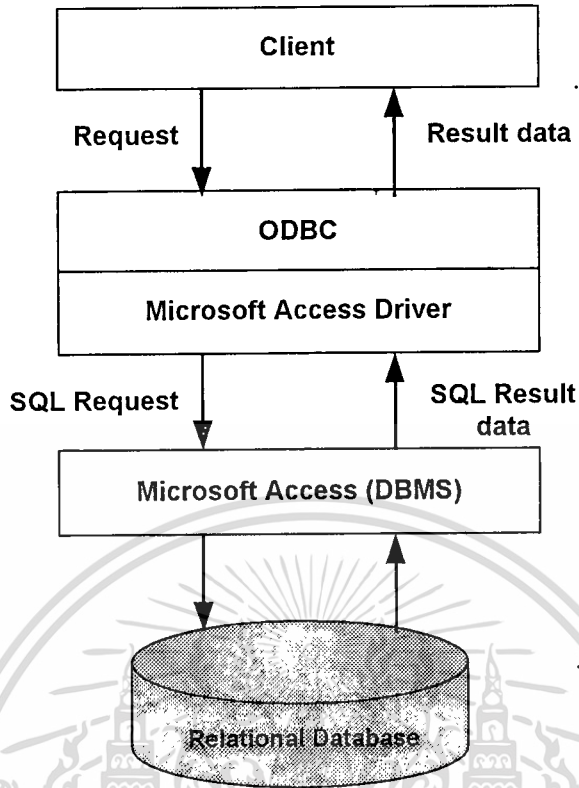 Client
Request
Result data
ODBC
Microsoft Access Driver
SQL Request
SQL Result
data
Microsoft Access (DBMS)
Relational Database